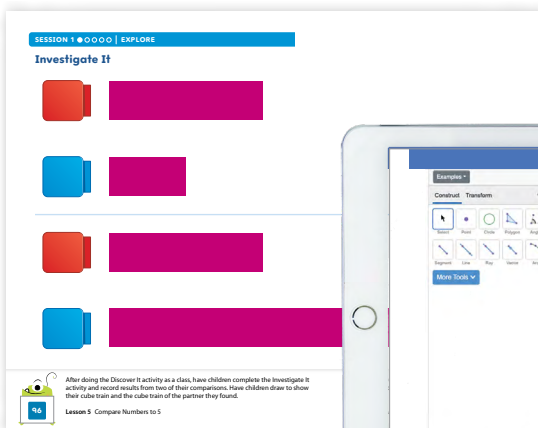 SESSION 1 | EXPLORE
Investigate It
Examples
Construct Transform
Select Point Circle Polygon
Segment Line Ray
More Tools
After doing the Discover It activity as a class, have children complete the Investigate It
activity and record results from two of their comparisons. Have children draw to show
their cube train and the cube train of the partner they found.
96
Lesson 5 Compare Numbers to 5